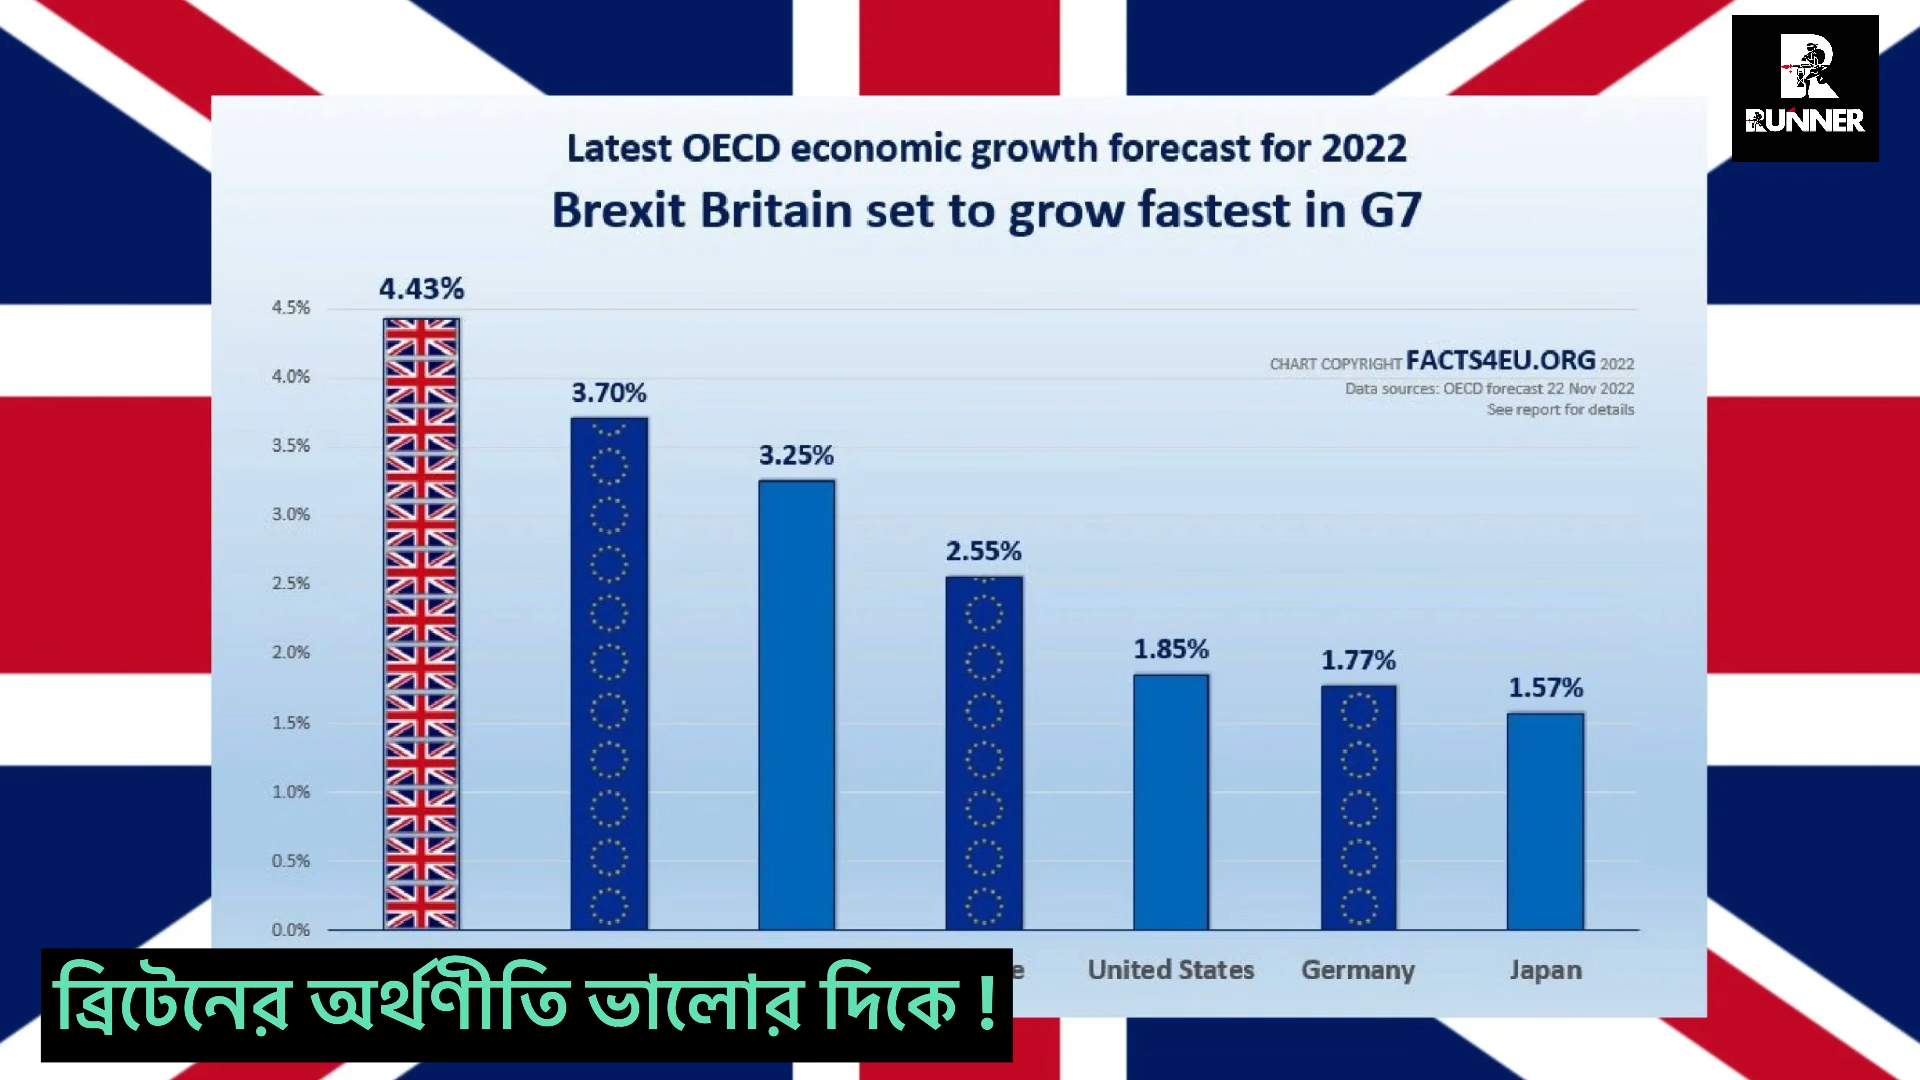 RUNNER
Latest OECD economic growth forecast for 2022
Brexit Britain set to grow fastest in G7
4.43%
4.5%
CHART COPYRIGHT FACTS4EU.ORG 2022
4.0%
3.70%
Data sources: OECD forecast 22 Nov 2022
See report for details
3.5%
3.25%
3.0%
2.55%
2.5%
2.0%
1.85%
1.77%
1.57%
1.5%
1.0%
0.5%
0.0%
United States Germany Japan
ব্রিটেনের অর্থণীতি ভালোর দিকে !